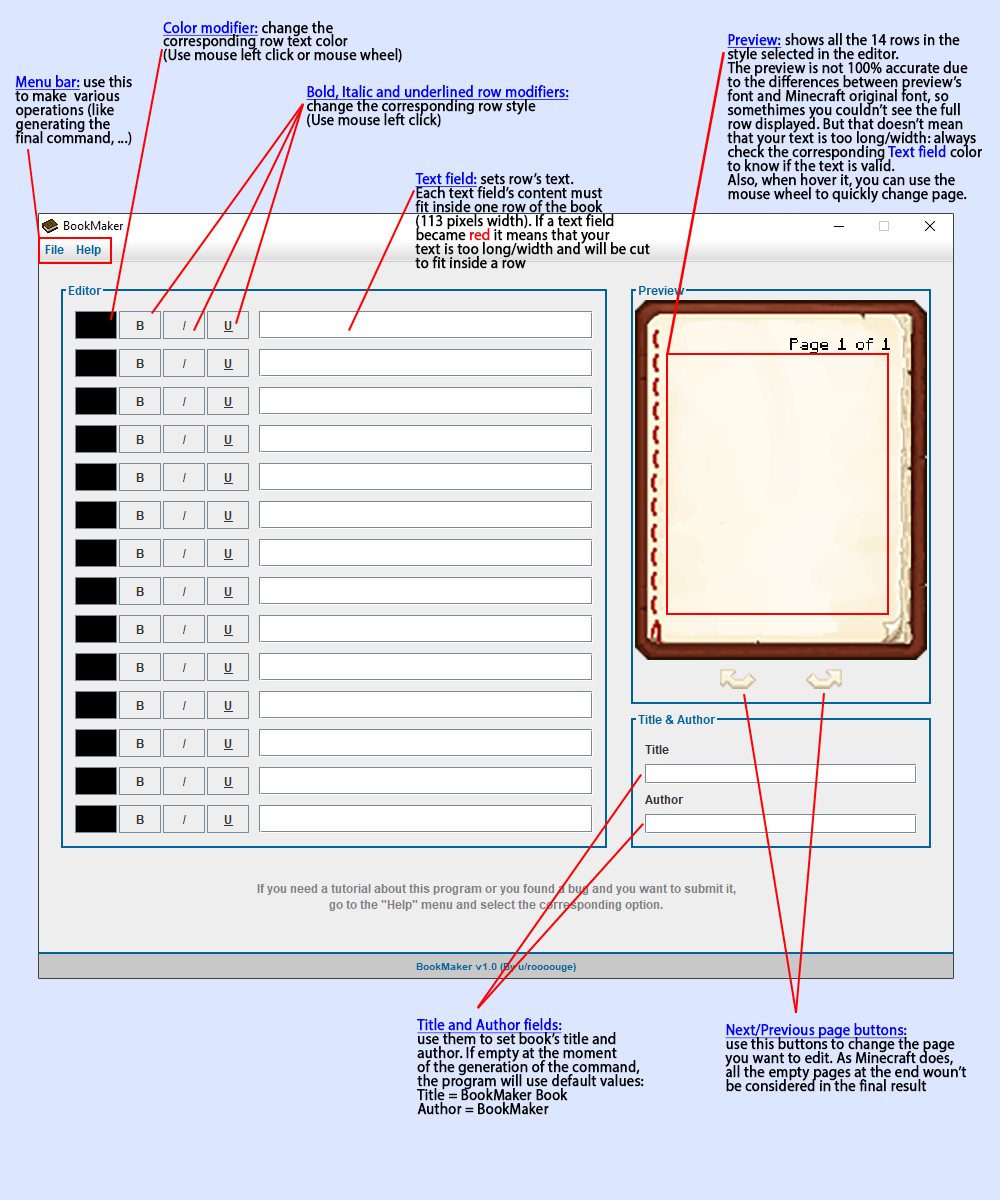 Color modifier: change the
corresponding row text color
(Use mouse left click or mouse wheel)
Menu bar: use this
to make  various
operations (like
generating the
final command, ...)
Bold, Italic and underlined row modifiers:
change the corresponding row style
(Use mouse left click)
Preview: shows all the 14 rows in the
style selected in the editor.
The preview is not 100% accurate due
to the differences between preview's
font and Minecraft original font, so
somethimes you couldn't see the full
row displayed. But that doesn't mean
that your text is too long/width: always
check the corresponding Text field color
to know if the text is valid.
Also, when hover it, you can use the
mouse wheel to quickly change page.
Text field: sets row's text.
Each text field's content must
fit inside one row of the book
(113 pixels width). If a text field
became red it means that your
text is too long/width and will be cut
to fit inside a row
BookMaker
File Help
Editor
B / U
B / U
B / U
B / U
B / U
B / U
B / U
B / U
B / U
B / U
B / U
B / U
B / U
B / U
Preview
Page 1 of 1
Title & Author
Title
Author
If you need a tutorial about this program or you found a bug and you want to submit it,
go to the "Help" menu and select the corresponding option.
BookMaker v1.0 (By u/roooouge)
Title and Author fields:
use them to set book's title and
author. If empty at the moment
of the generation of the command,
the program will use default values:
Title = BookMaker Book
Author = BookMaker
Next/Previous page buttons:
use this buttons to change the page
you want to edit. As Minecraft does,
all the empty pages at the end woun't
be considered in the final result